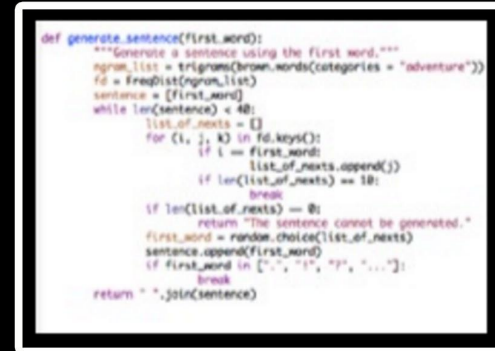 def generate_sentence(first_word):
"""Generate a sentence using the first word."""
ngram_list = trigrams(brown.words(categories = "adventure"))
fd = FreqDist(ngram_list)
sentence = [first_word]
while len(sentence) < 40:
list_of_nexts = []
for (i, j, k) in fd.keys():
if i == first_word:
list_of_nexts.append(j)
if len(list_of_nexts) == 10:
break
if len(list_of_nexts) == 0:
return "The sentence cannot be generated."
first_word = random.choice(list_of_nexts)
sentence.append(first_word)
if first_word in [".", "!", "?", "..."]:
break
return " ".join(sentence)